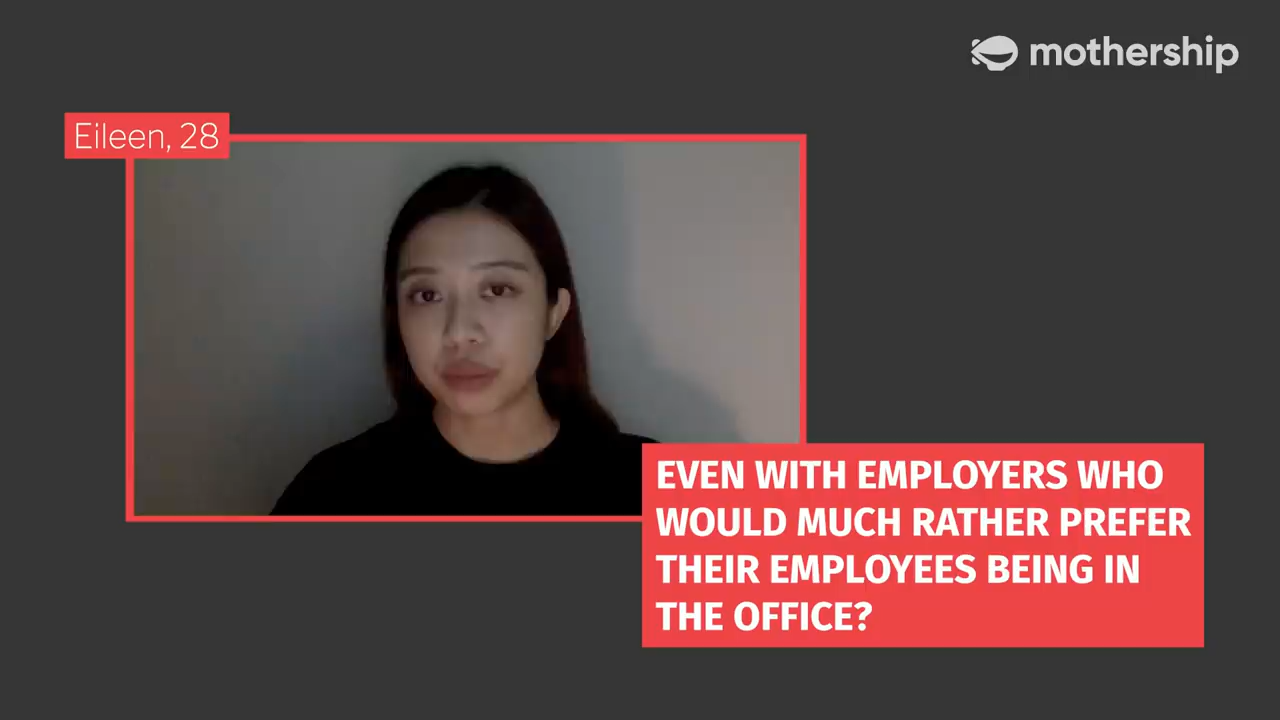 mothership
Eileen, 28
EVEN WITH EMPLOYERS WHO
WOULD MUCH RATHER PREFER
THEIR EMPLOYEES BEING IN
THE OFFICE?